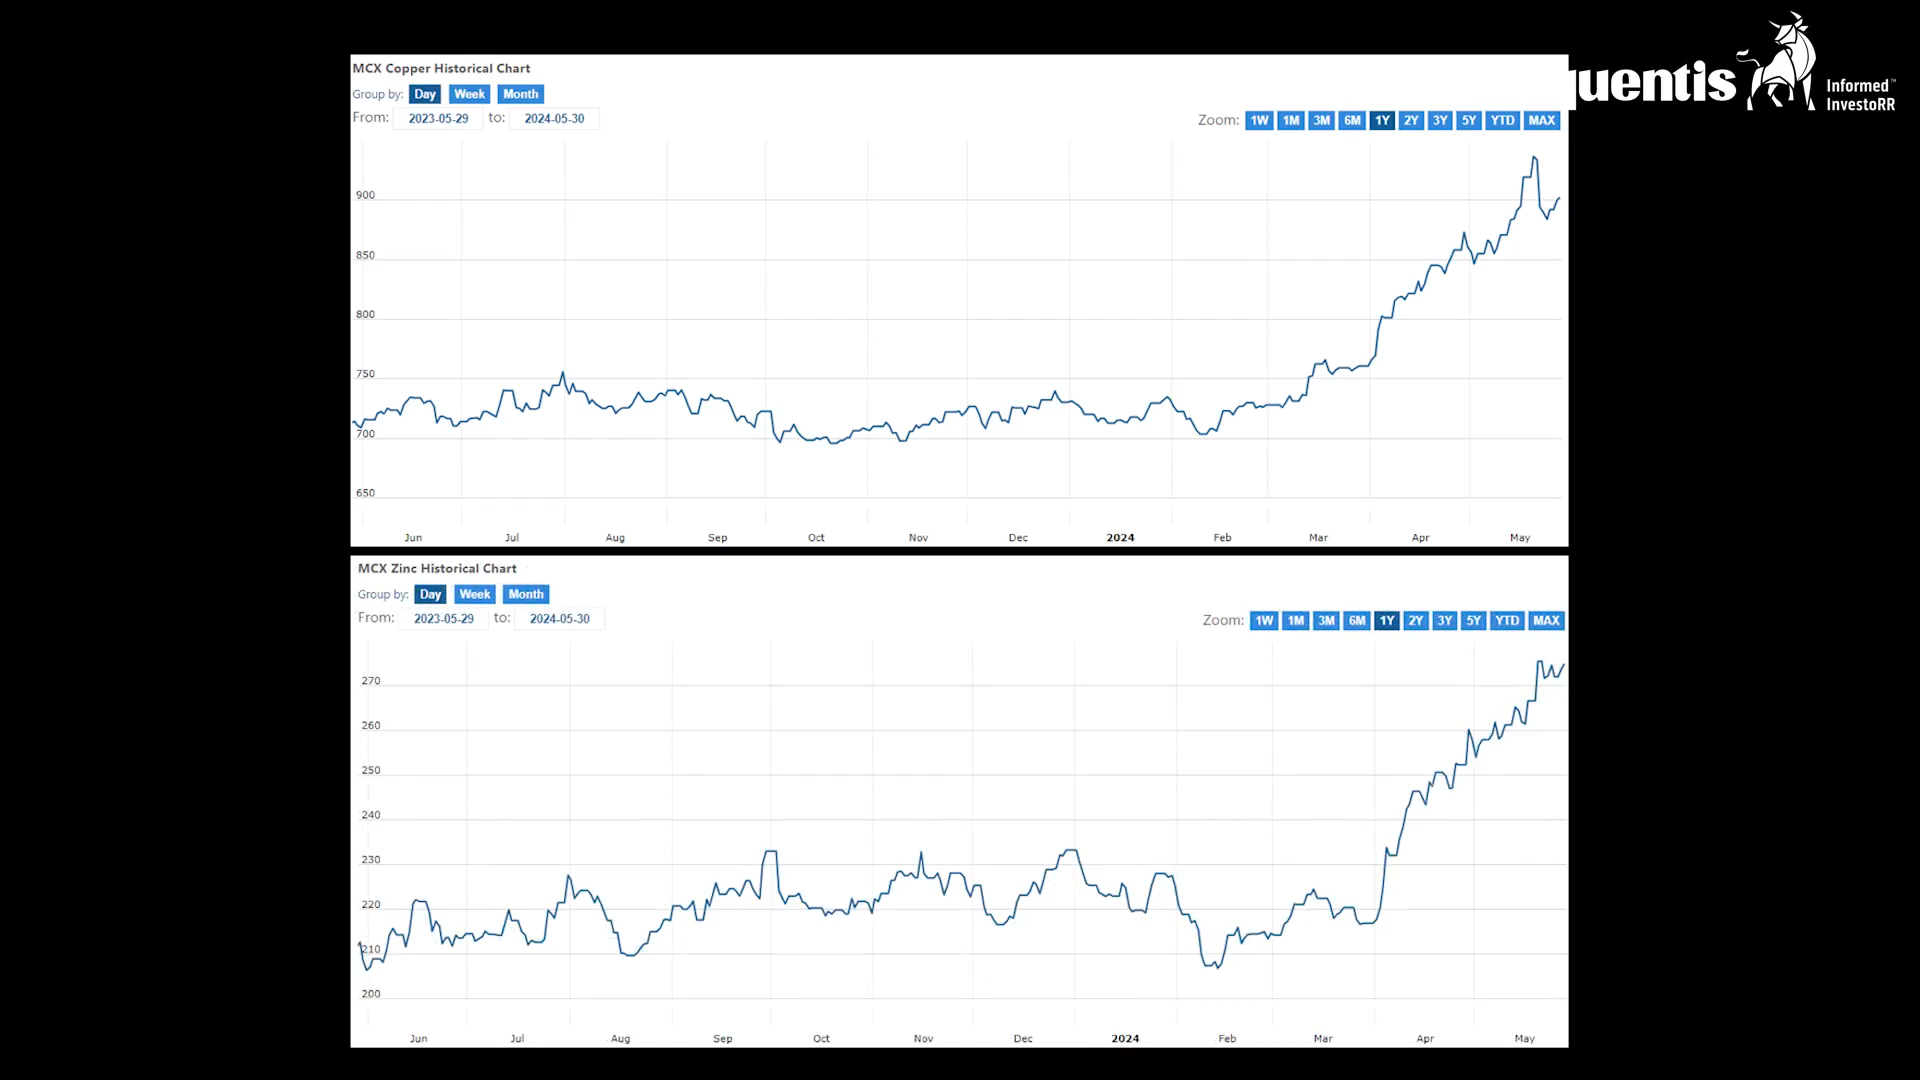 MCX Copper Historical Chart
Group by: Day Week Month
From: 2023-05-29 to: 2024-05-30
Zoom: 1W 1M 3M 6M 1Y 2Y 3Y 5Y YTD MAX
quentis
Informed™
InvestoRR
900
850
800
750
700
650
Jun Jul Aug Sep Oct Nov Dec 2024 Feb Mar Apr May
MCX Zinc Historical Chart
Group by: Day Week Month
From: 2023-05-29 to: 2024-05-30
Zoom: 1W 1M 3M 6M 1Y 2Y 3Y 5Y YTD MAX
270
260
250
240
230
220
210
200
Jun Jul Aug Sep Oct Nov Dec 2024 Feb Mar Apr May